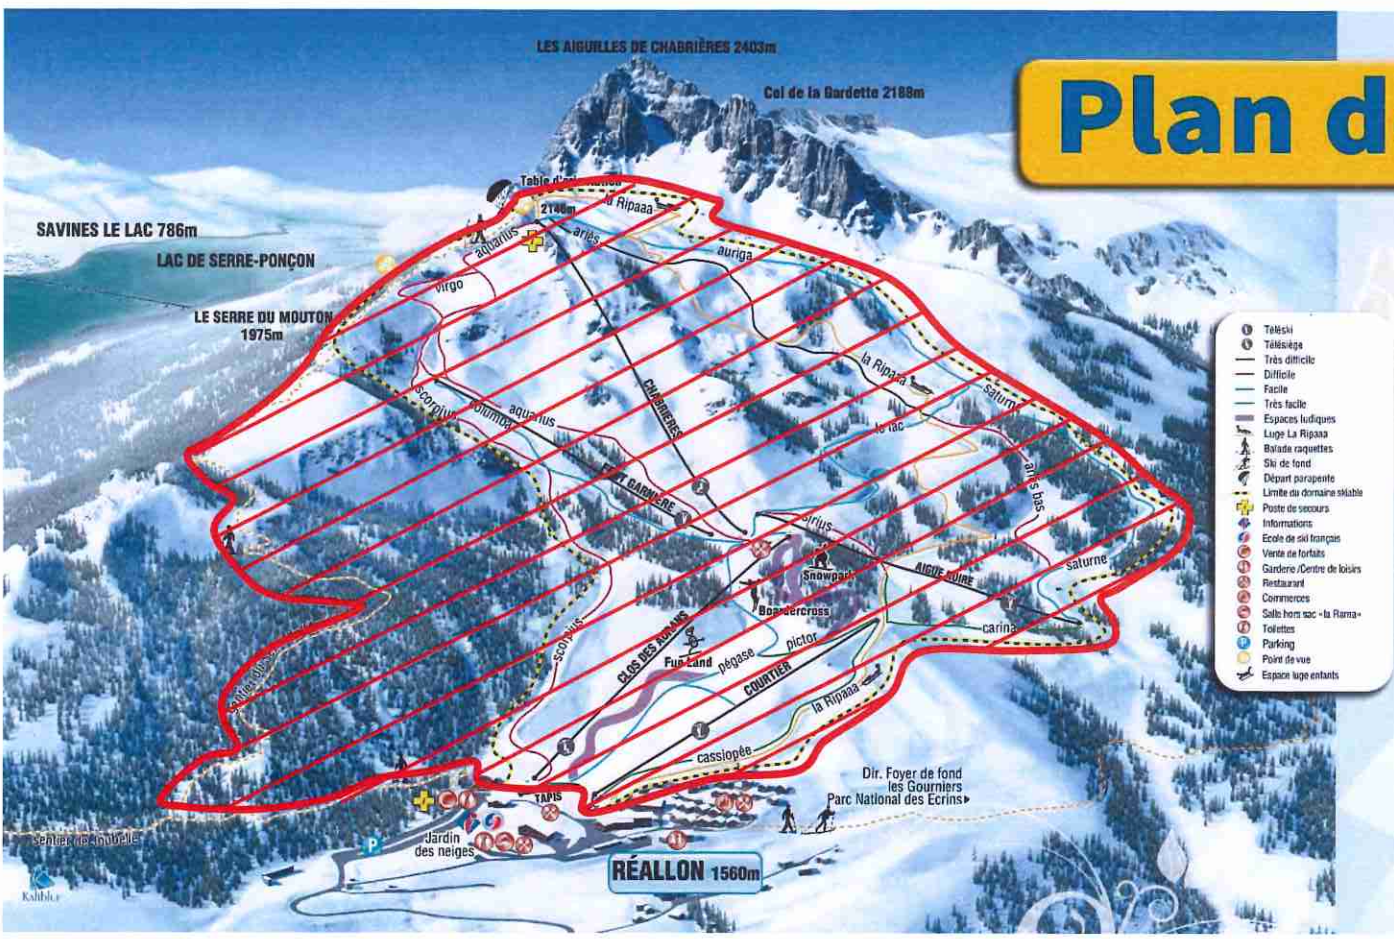 LES AIGUILLES DE CHABRIÈRES 2403m
Col de la Gardette 2188m
Plan d
Table d'orientation
2140m
la Ripaaa
SAVINES LE LAC 786m
LAC DE SERRE-PONÇON
LE SERRE DU MOUTON
1975m
aquarius
ariès
auriga
virgo
CHABRIÈRES
la Ripaaa
saturne
scorpius
columba
aquarius
le lac
ariès bas
FORT GARNIÈRE
sirius
Snowpark
AIGUE NOIRE
saturne
Boardercross
carina
scorpius
CLOS DES AURANS
Fun Land
pégase
pictor
COURTIER
la Ripaaa
cassiopée
Dir. Foyer de fond
les Gourniers
Parc National des Ecrins
TAPIS
Jardin
des neiges
P
RÉALLON 1560m
Kaliblue
Téléski
Télésiège
Très difficile
Difficile
Facile
Très facile
Espaces ludiques
Luge La Ripaaa
Balade raquettes
Ski de fond
Départ parapente
Limite du domaine skiable
Poste de secours
Informations
Ecole de ski français
Vente de forfaits
Garderie/Centre de loisirs
Restaurant
Commerces
Salle hors sac «la Rama»
Toilettes
P Parking
Point de vue
Espace luge enfants